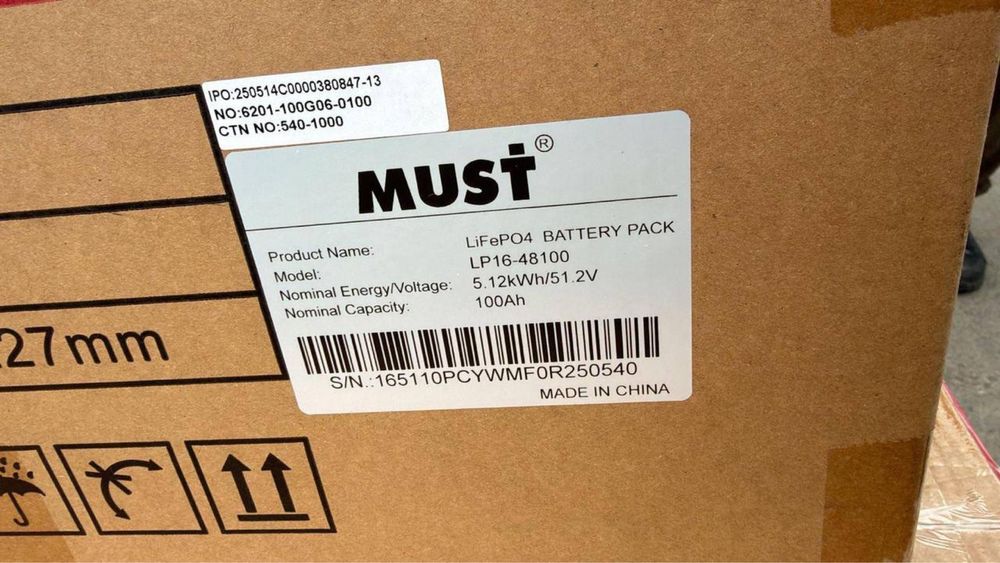 IPO:250514C0000380847-13
NO:6201-100G06-0100
CTN NO:540-1000
MUST®
Product Name: LiFePO4 BATTERY PACK
Model: LP16-48100
Nominal Energy/Voltage: 5.12kWh/51.2V
Nominal Capacity: 100Ah
S/N.:165110PCYWMF0R250540
MADE IN CHINA
27mm